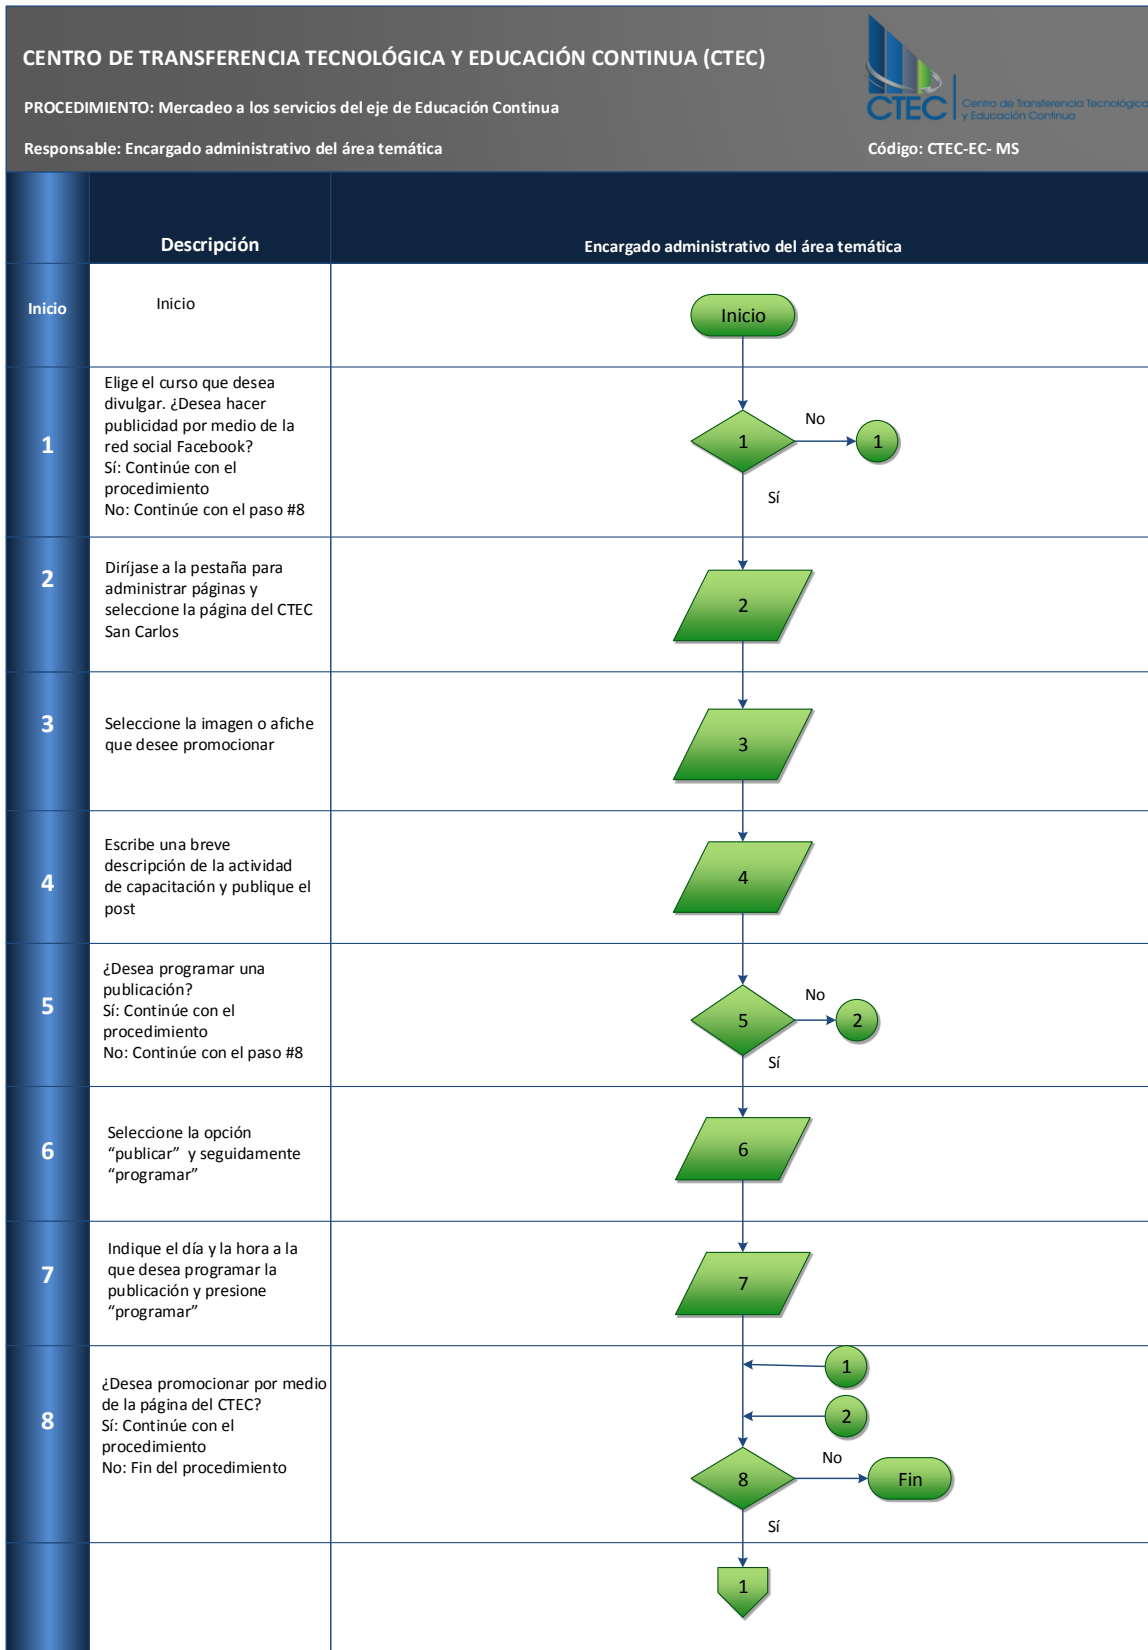 CENTRO DE TRANSFERENCIA TECNOLÓGICA Y EDUCACIÓN CONTINUA (CTEC)
PROCEDIMIENTO: Mercadeo a los servicios del eje de Educación Continua
CTEC
Centro de Transferencia Tecnológica
y Educación Continua
Responsable: Encargado administrativo del área temática
Código: CTEC-EC- MS
Descripción
Encargado administrativo del área temática
Inicio
Inicio
Inicio
1
Elige el curso que desea
divulgar. ¿Desea hacer
publicidad por medio de la
red social Facebook?
Sí: Continúe con el
procedimiento
No: Continúe con el paso #8
1
No
1
Sí
2
Diríjase a la pestaña para
administrar páginas y
seleccione la página del CTEC
San Carlos
2
3
Seleccione la imagen o afiche
que desee promocionar
3
4
Escribe una breve
descripción de la actividad
de capacitación y publique el
post
4
5
¿Desea programar una
publicación?
Sí: Continúe con el
procedimiento
No: Continúe con el paso #8
5
No
2
Sí
6
Seleccione la opción
“publicar” y seguidamente
“programar”
6
7
Indique el día y la hora a la
que desea programar la
publicación y presione
“programar”
7
8
¿Desea promocionar por medio
de la página del CTEC?
Sí: Continúe con el
procedimiento
No: Fin del procedimiento
1
2
8
No
Fin
Sí
1